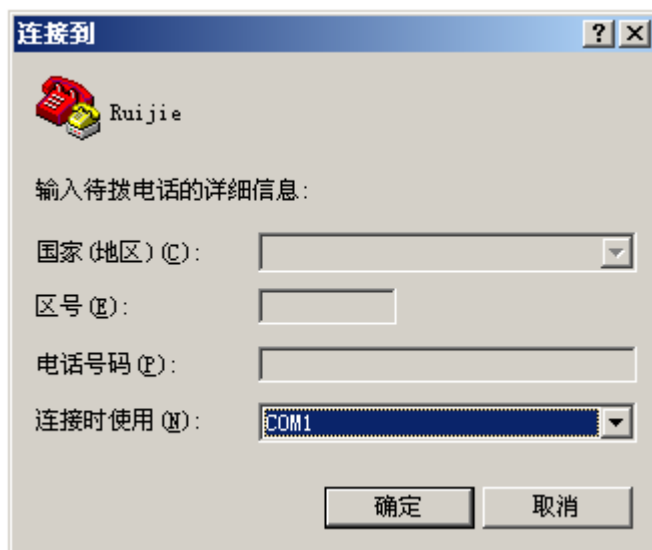 连接到
Ruijie
输入待拨电话的详细信息:
国家(地区)(C):
区号(E):
电话号码(P):
连接时使用(N): COM1
确定 取消